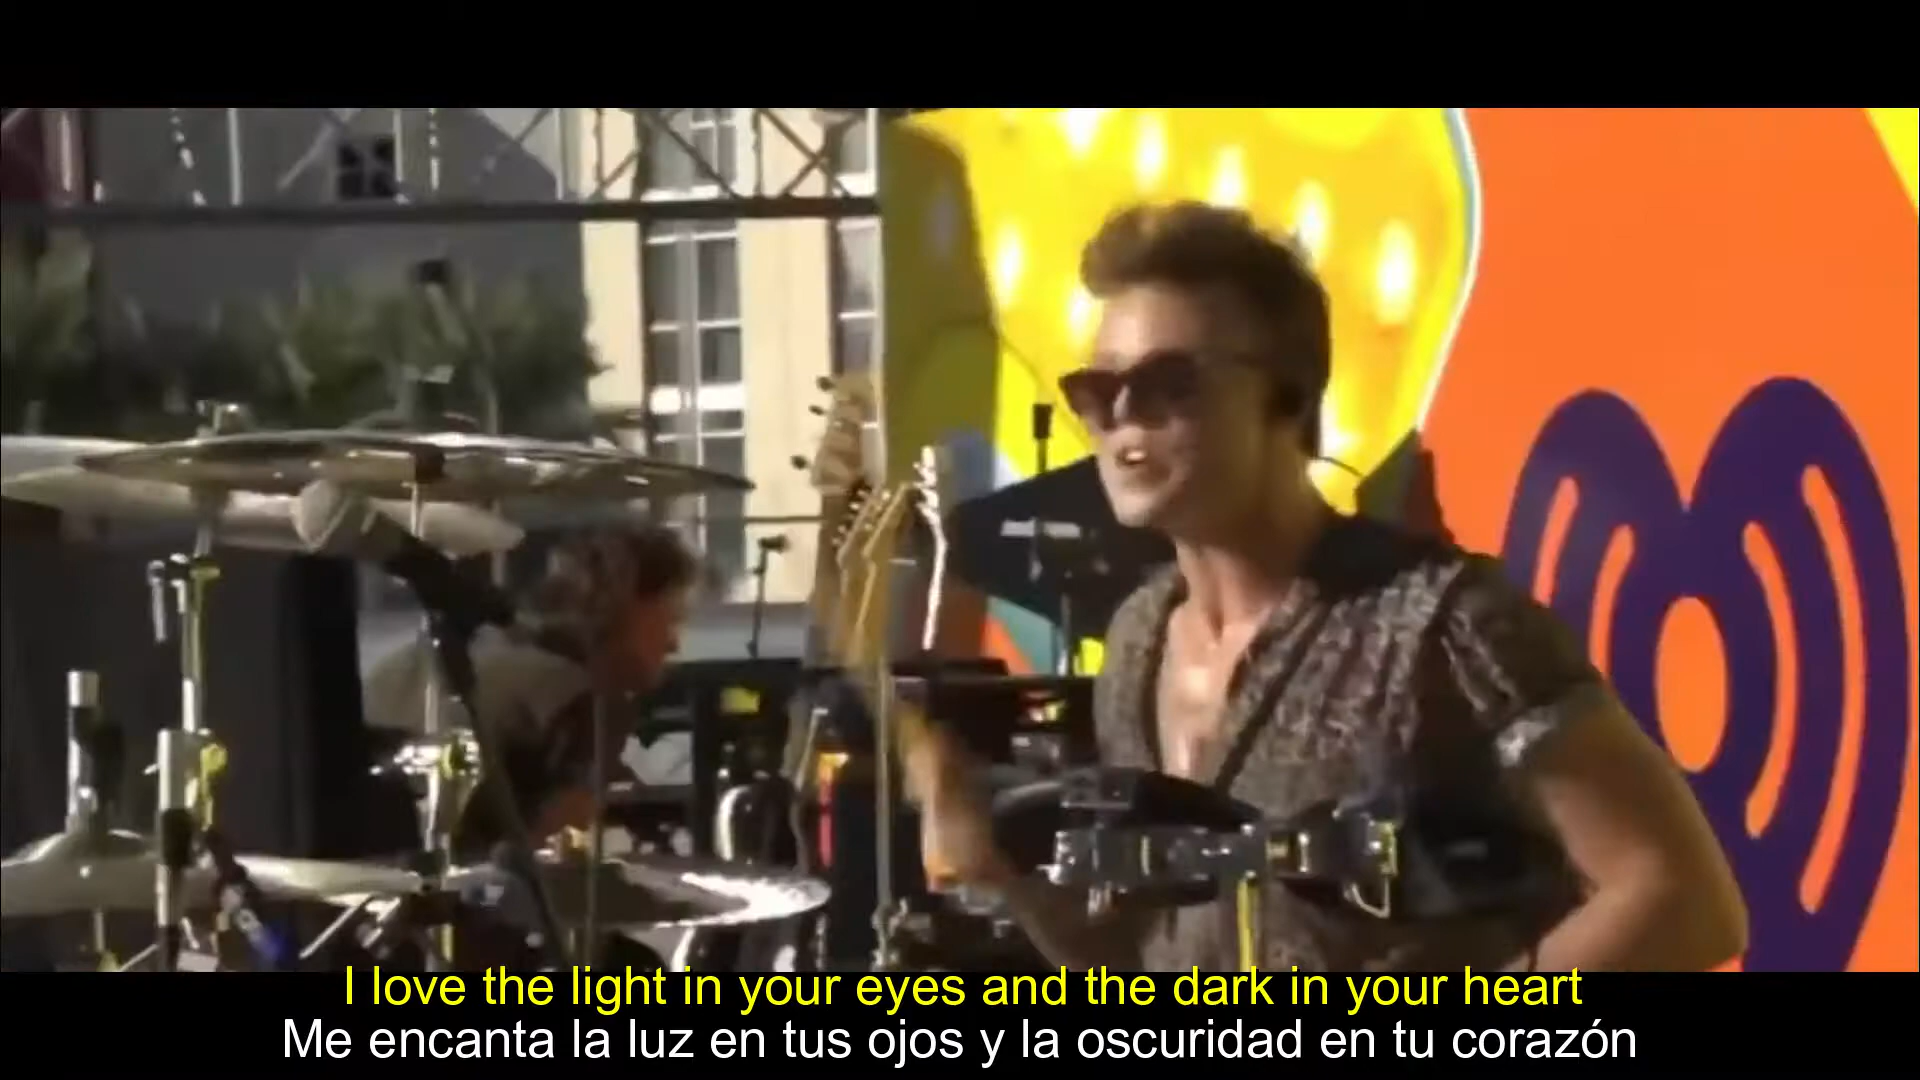 I love the light in your eyes and the dark in your heart
Me encanta la luz en tus ojos y la oscuridad en tu corazón